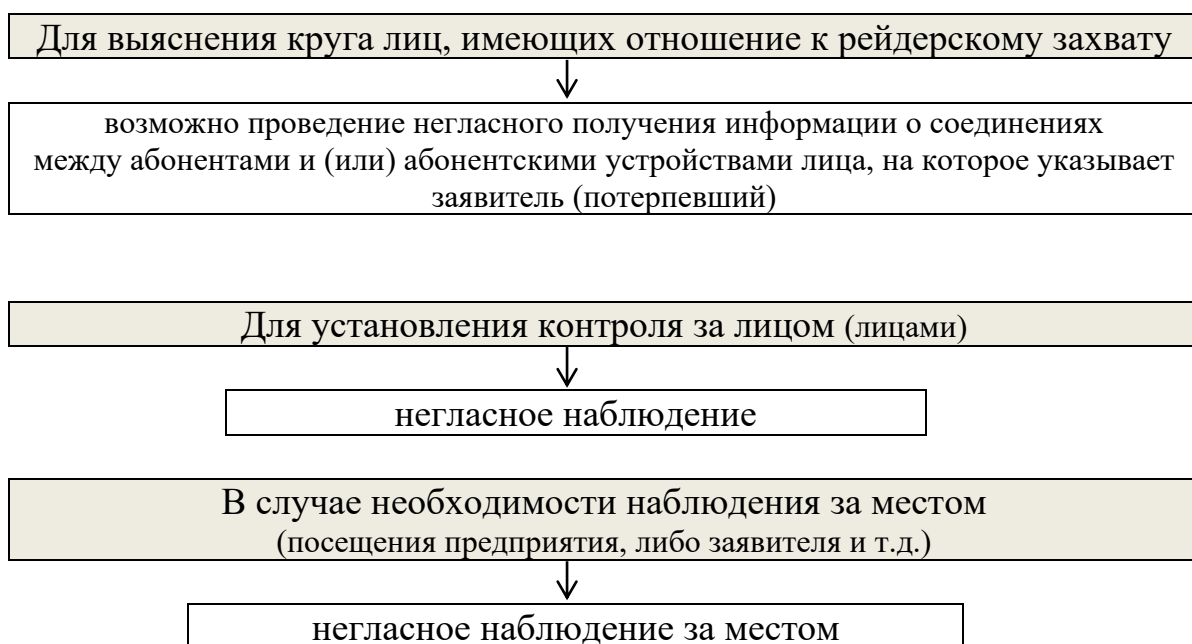 Для выяснения круга лиц, имеющих отношение к рейдерскому захвату
возможно проведение негласного получения информации о соединениях
между абонентами и (или) абонентскими устройствами лица, на которое указывает
заявитель (потерпевший)
Для установления контроля за лицом (лицами)
негласное наблюдение
В случае необходимости наблюдения за местом
(посещения предприятия, либо заявителя и т.д.)
негласное наблюдение за местом